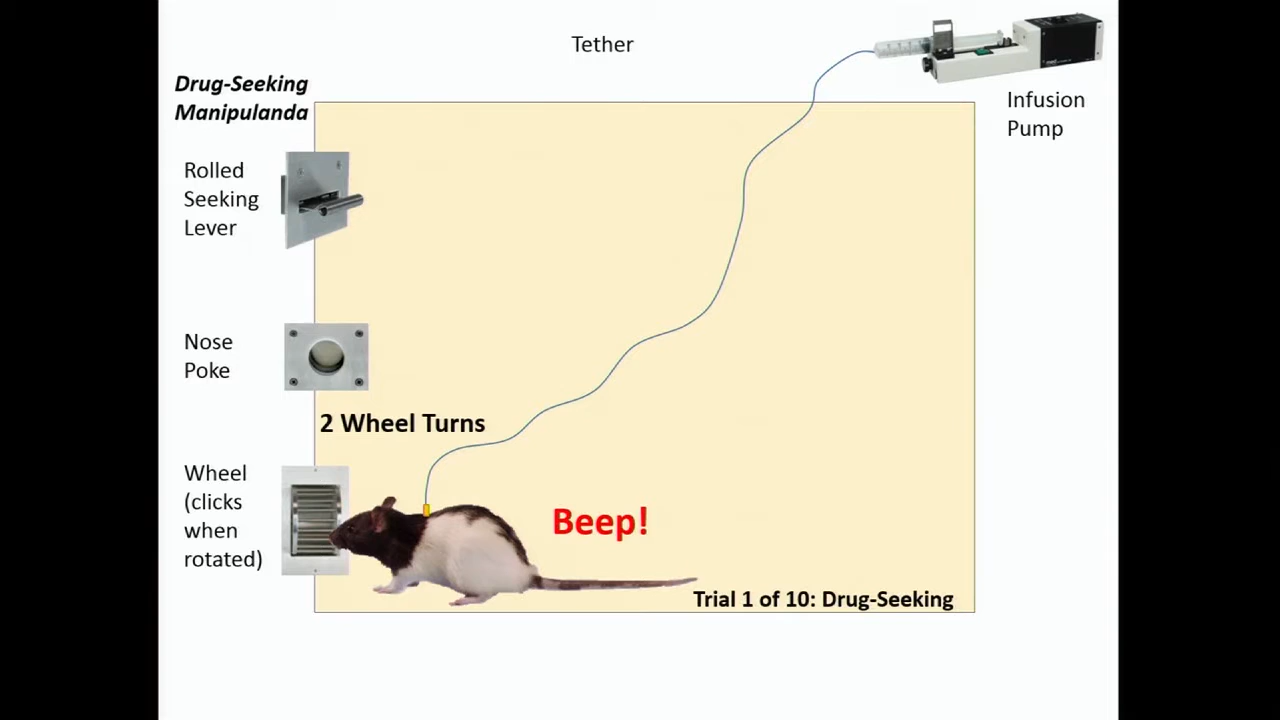 Tether
Drug-Seeking
Manipulanda
Infusion
Pump
Rolled
Seeking
Lever
Nose
Poke
2 Wheel Turns
Wheel
(clicks
when
rotated)
Beep!
Trial 1 of 10: Drug-Seeking